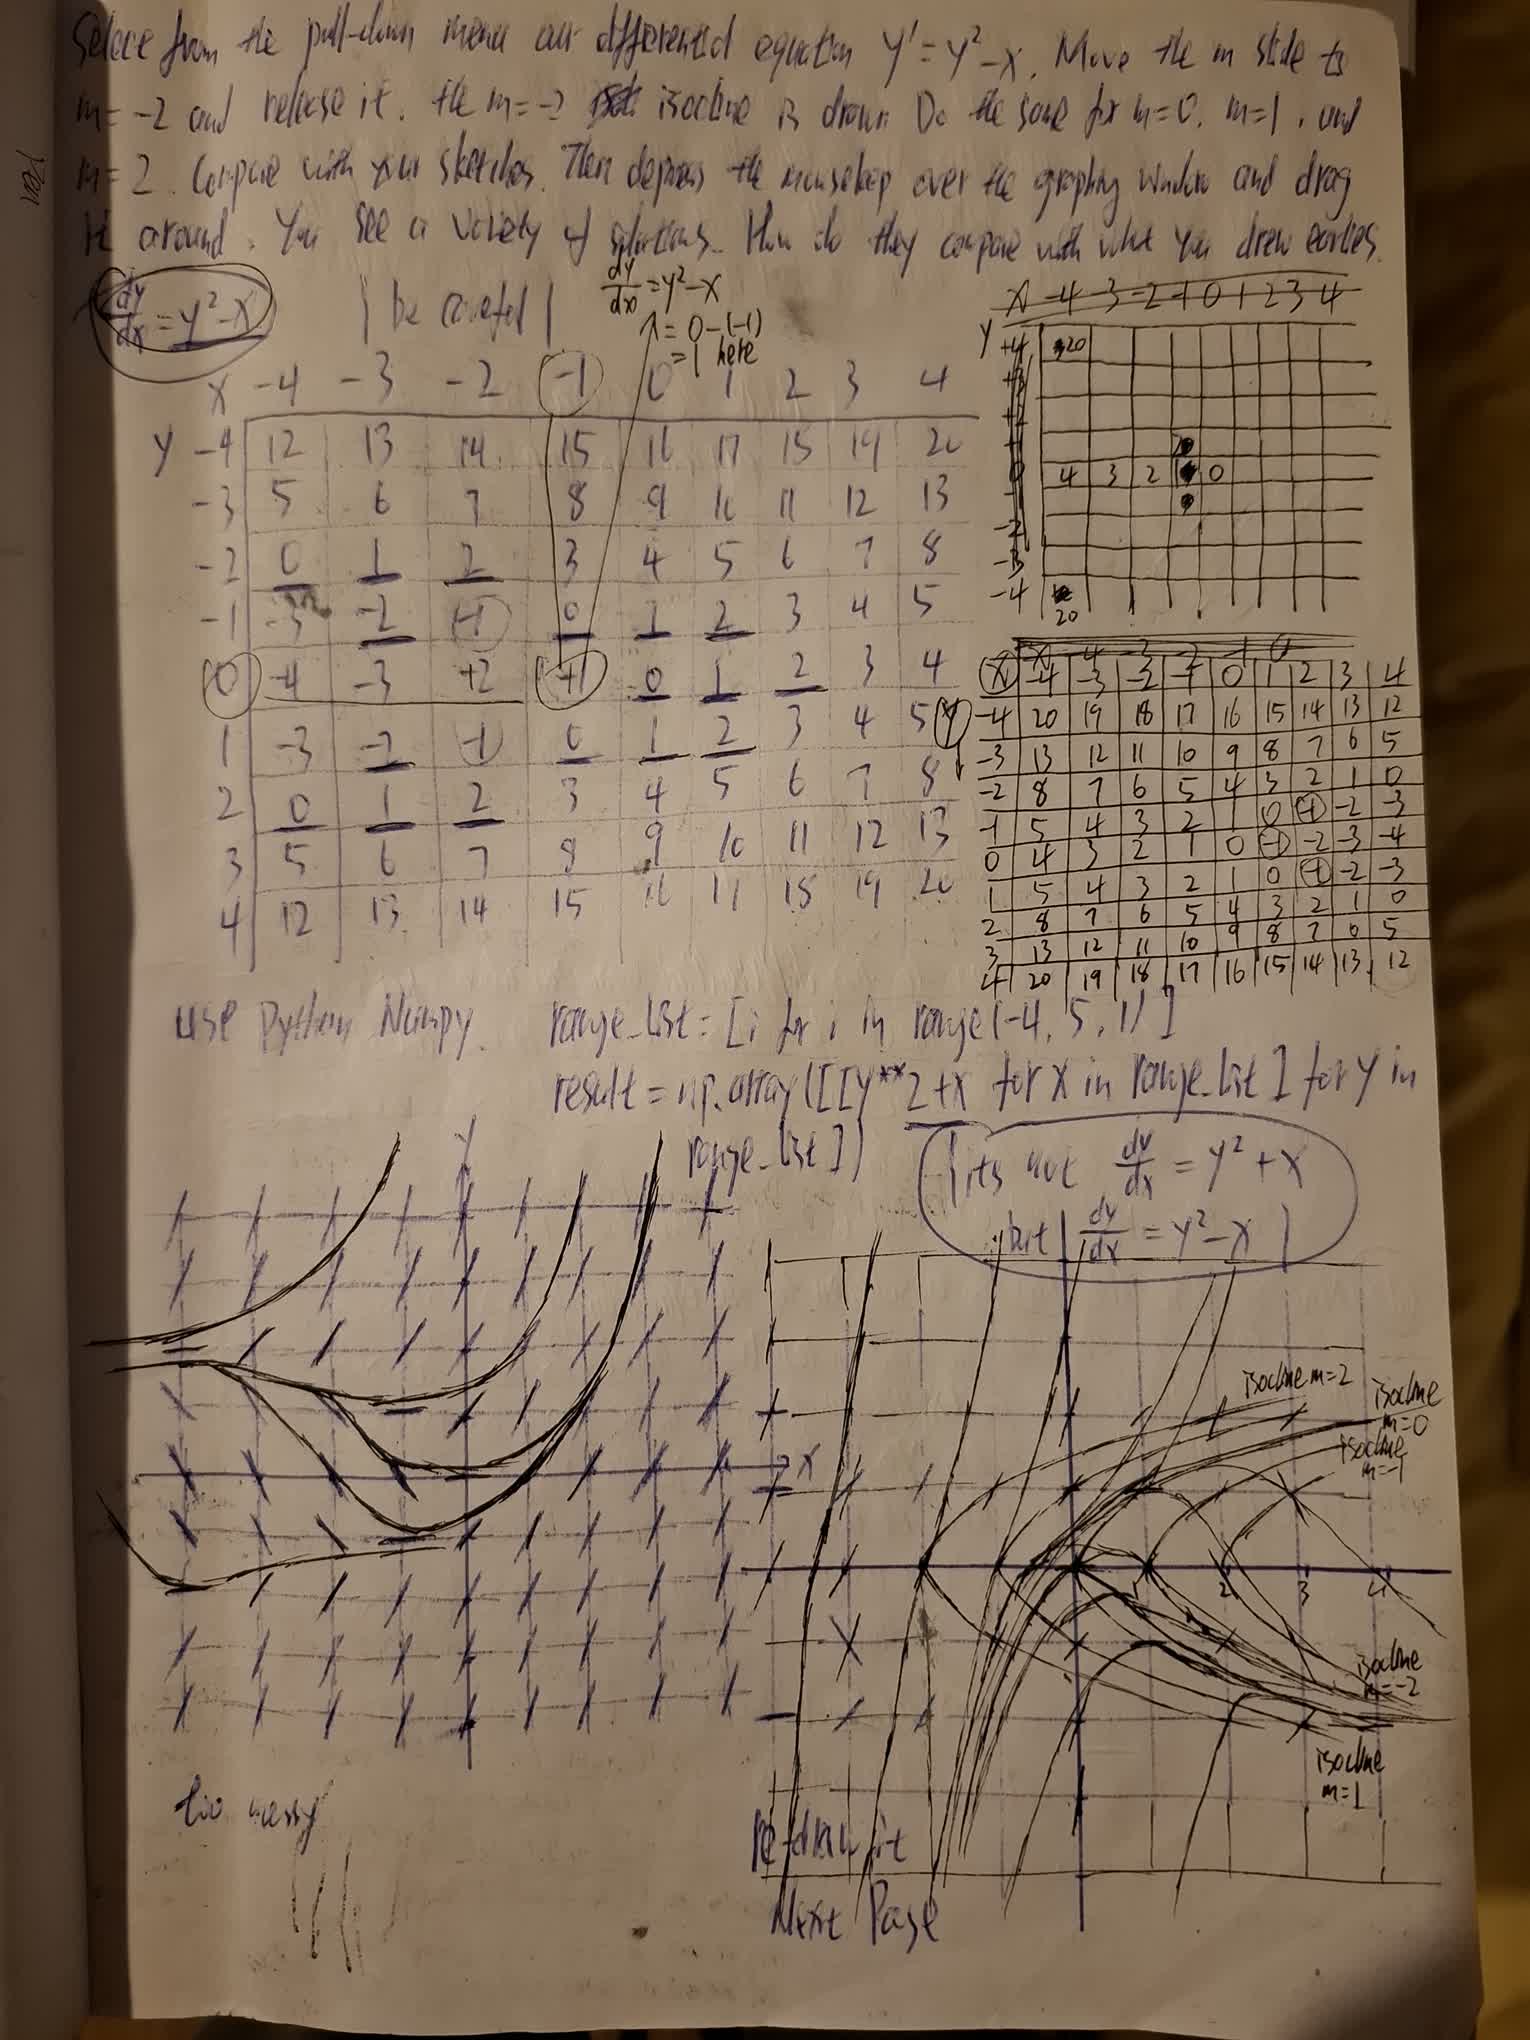 Select from the pull-down menu our differential equation y' = y² - x. Move the m slide to
m = -2 and release it. the m = -2 isocline is drawn Do the same for m=0, m=1, and
m = 2. Compare with your sketches. Then depress the mousekep over the graphing window and drag
it around. You see a variety of solutions. How do they compare with what you drew earlies.
dy/dx = y² - x
| be careful |
dy/dx = y² - x
= 0 - (-1)
= 1 here
X -4 -3 -2 -1 0 1 2 3 4
Y -4 12 13 14 15 16 17 18 19 20
-3 5 6 7 8 9 10 11 12 13
-2 0 1 2 3 4 5 6 7 8
-1 -3 -2 -1 0 1 2 3 4 5
0 -4 -3 +2 +1 0 1 2 3 4
1 -3 -2 -1 0 1 2 3 4 5
2 0 1 2 3 4 5 6 7 8
3 5 6 7 8 9 10 11 12 13
4 12 13 14 15 16 17 18 19 20
X -4 -3 -2 -1 0 1 2 3 4
Y +4 20
0 4 3 2 1 0
-2
-3
-4
20
X -4 -3 -2 -1 0 1 2 3 4
Y -4 20 19 18 17 16 15 14 13 12
-3 13 12 11 10 9 8 7 6 5
-2 8 7 6 5 4 3 2 1 0
-1 5 4 3 2 1 0 -1 -2 -3
0 4 3 2 1 0 -1 -2 -3 -4
1 5 4 3 2 1 0 -1 -2 -3
2 8 7 6 5 4 3 2 1 0
3 13 12 11 10 9 8 7 6 5
4 20 19 18 17 16 15 14 13 12
use Python Numpy. range_list = [i for i in range(-4, 5, 1)]
result = np.array([[y**2+x for x in range_list] for y in
range_list])
its not dy/dx = y² + x
but | dy/dx = y² - x |
Y
X
isocline m=2
isocline
m=0
isocline
m=-1
1 2 3 4
isocline
m=-2
isocline
m=1
too messy
re-draw it
Next Page